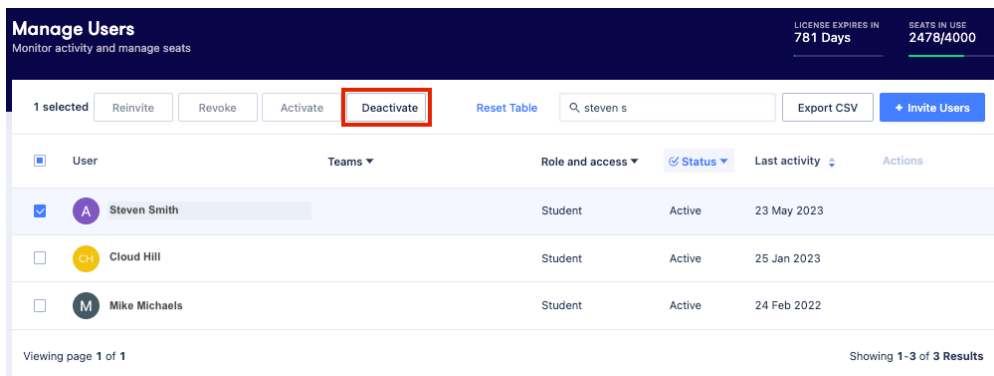 Manage Users
Monitor activity and manage seats
LICENSE EXPIRES IN
781 Days
SEATS IN USE
2478/4000
1 selected Reinvite Revoke Activate Deactivate Reset Table steven s Export CSV + Invite Users
User Teams Role and access Status Last activity Actions
A Steven Smith Student Active 23 May 2023
CH Cloud Hill Student Active 25 Jan 2023
M Mike Michaels Student Active 24 Feb 2022
Viewing page 1 of 1 Showing 1-3 of 3 Results